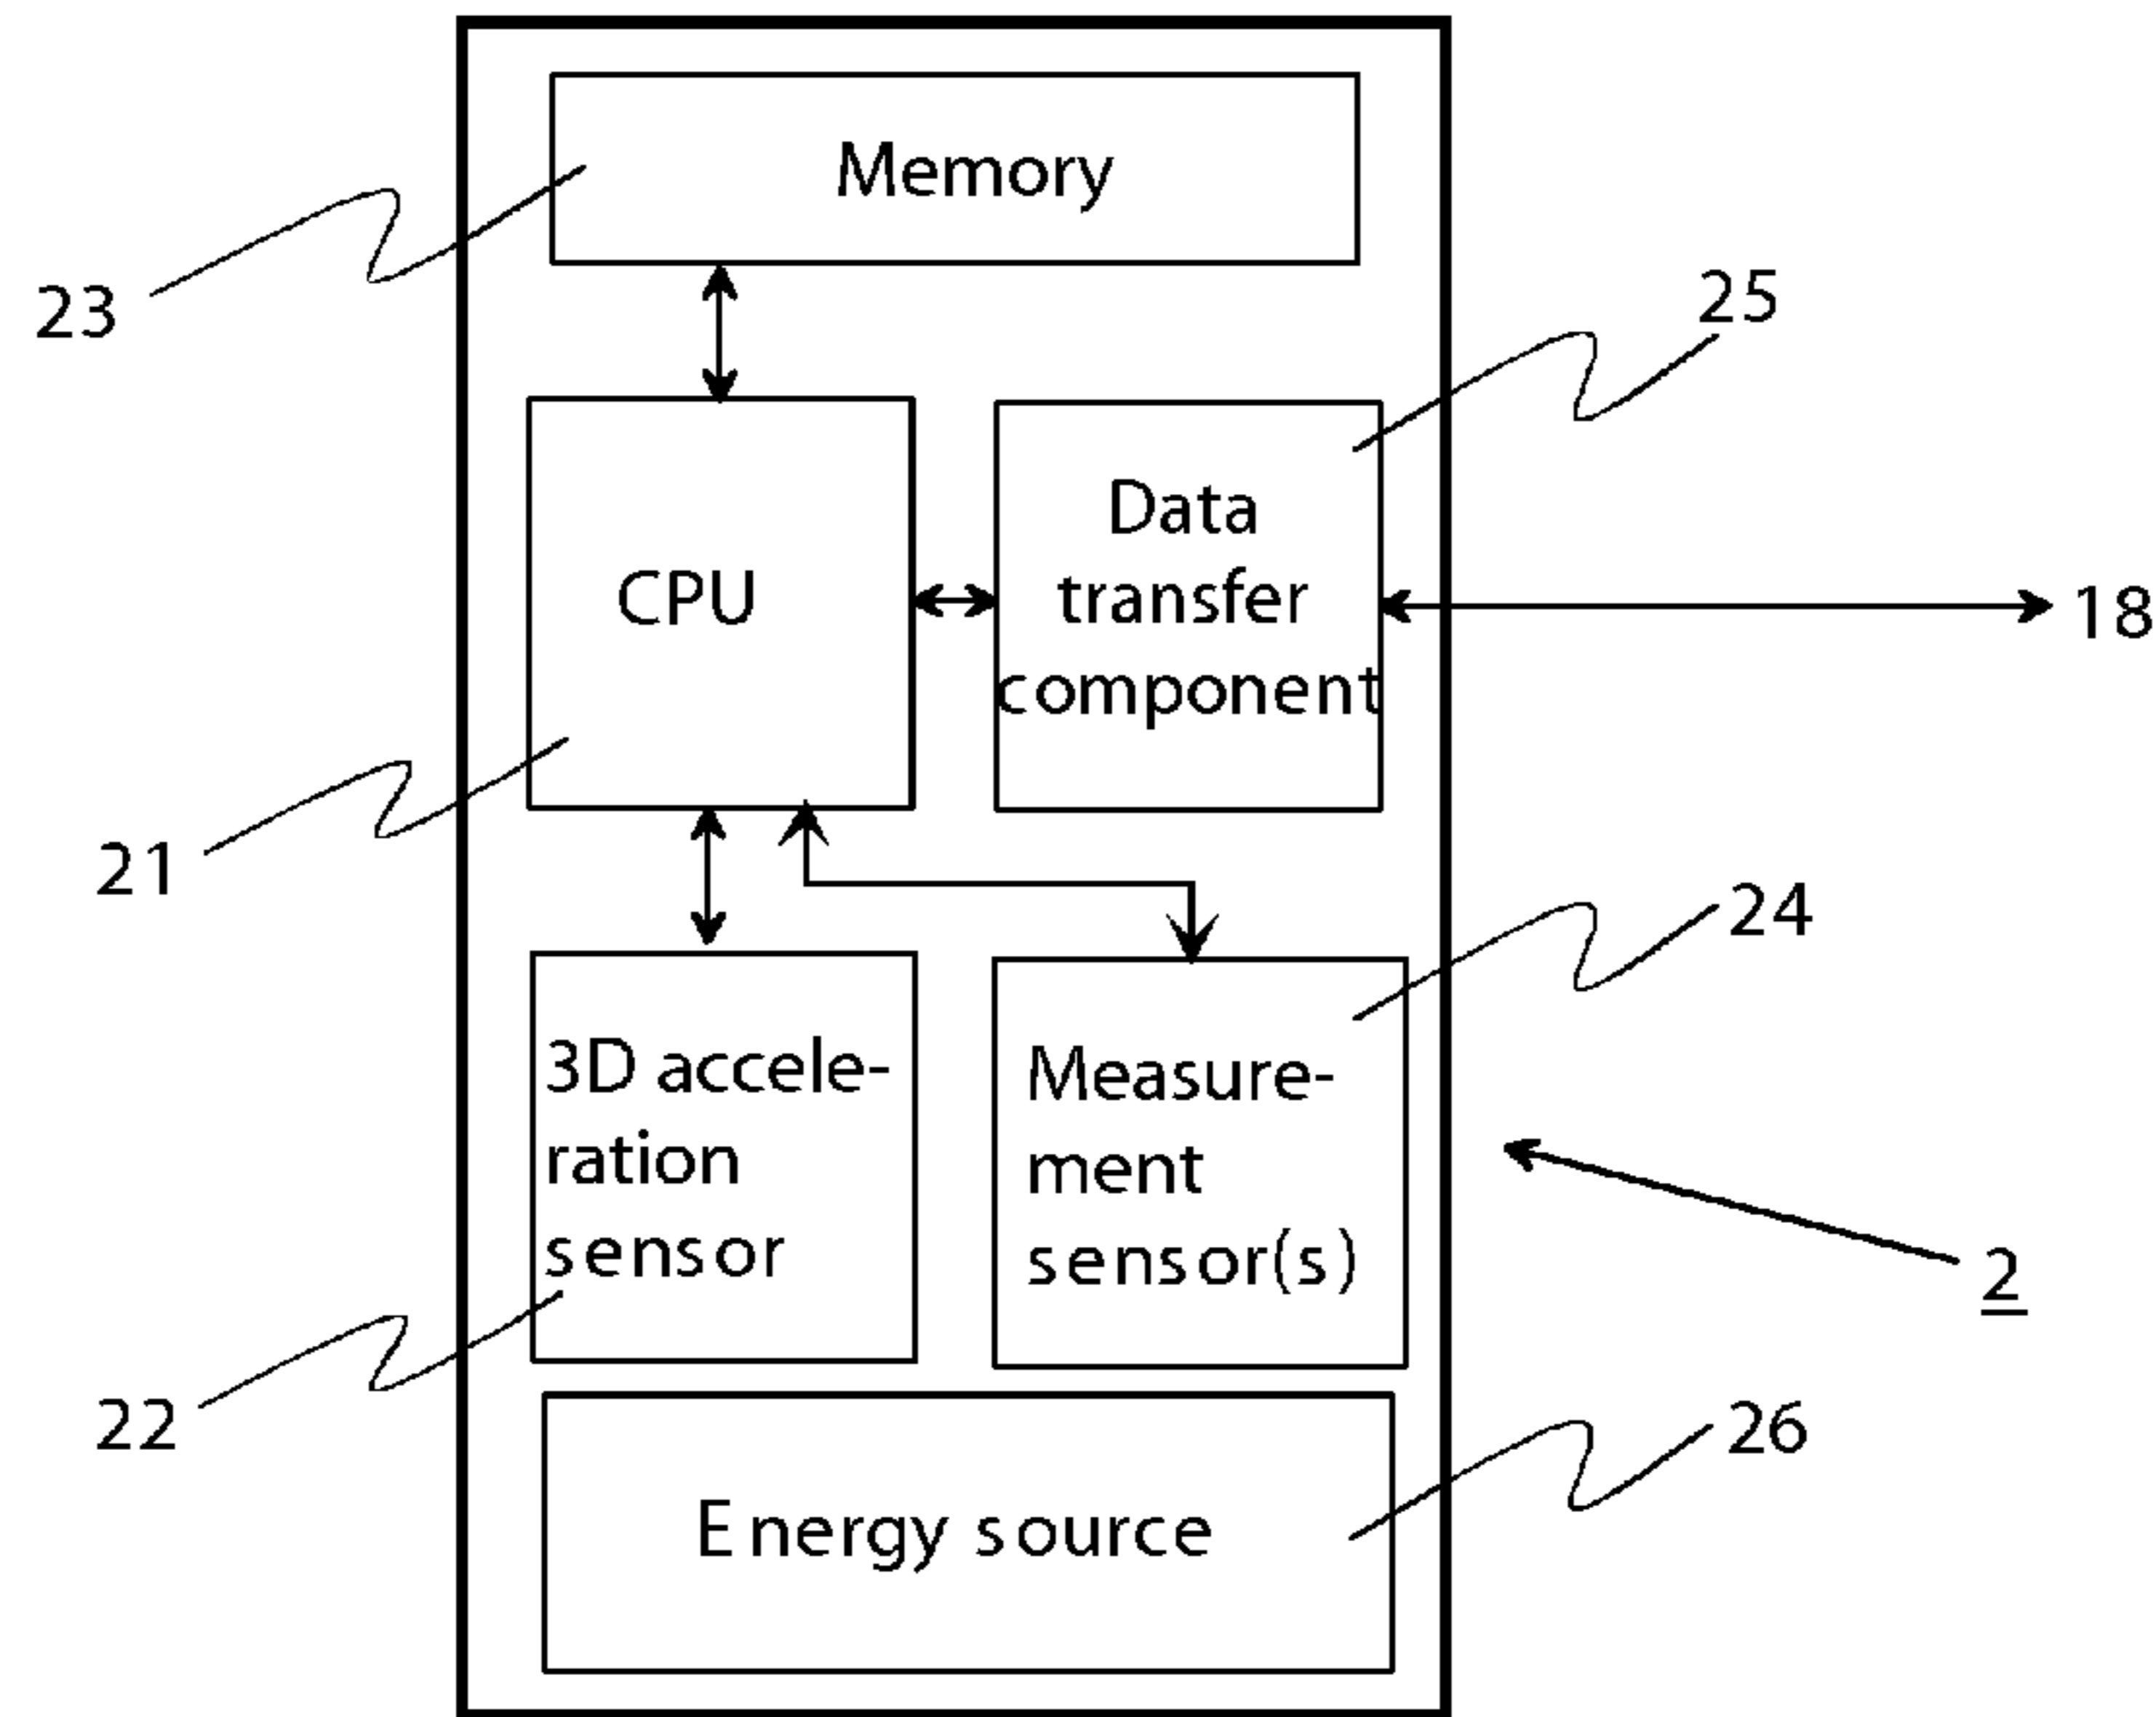 Memory
23
25
CPU
Data
transfer
component
18
21
24
3D accele-
ration
sensor
Measure-
ment
sensor(s)
2
22
26
Energy source